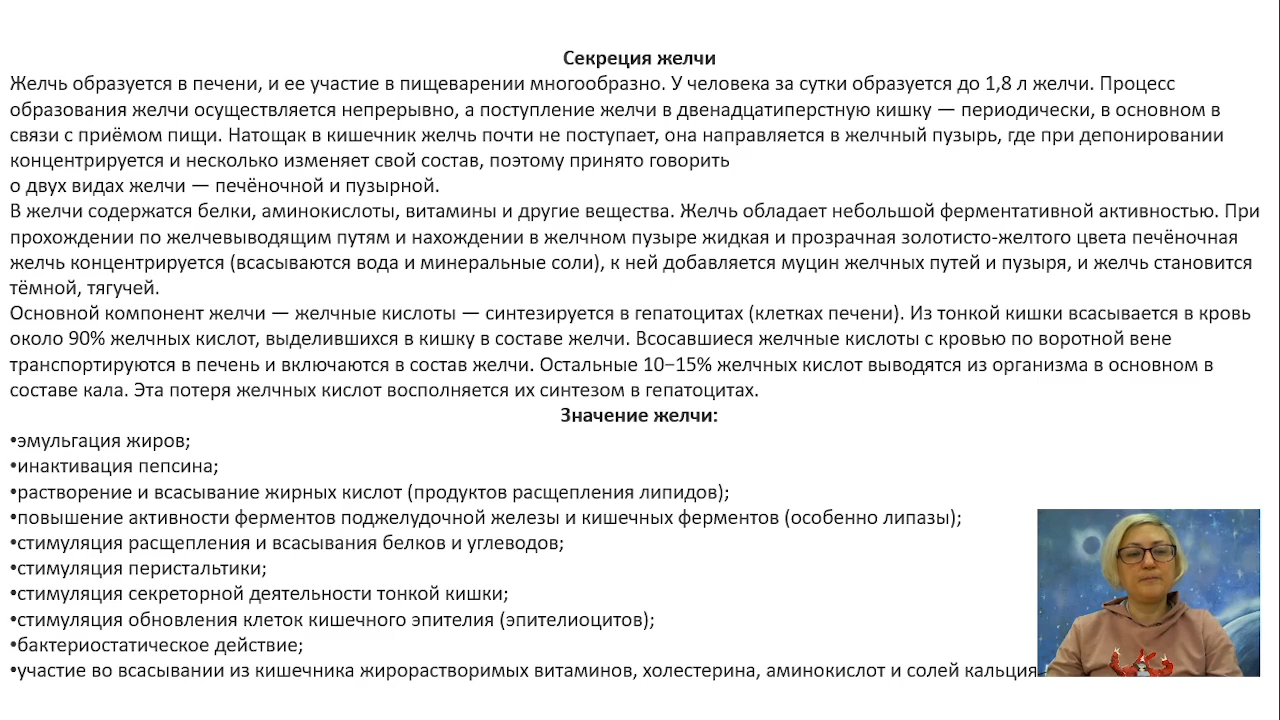 Секреция желчи
Желчь образуется в печени, и ее участие в пищеварении многообразно. У человека за сутки образуется до 1,8 л желчи. Процесс
образования желчи осуществляется непрерывно, а поступление желчи в двенадцатиперстную кишку — периодически, в основном в
связи с приёмом пищи. Натощак в кишечник желчь почти не поступает, она направляется в желчный пузырь, где при депонировании
концентрируется и несколько изменяет свой состав, поэтому принято говорить
о двух видах желчи — печёночной и пузырной.
В желчи содержатся белки, аминокислоты, витамины и другие вещества. Желчь обладает небольшой ферментативной активностью. При
прохождении по желчевыводящим путям и нахождении в желчном пузыре жидкая и прозрачная золотисто-желтого цвета печёночная
желчь концентрируется (всасываются вода и минеральные соли), к ней добавляется муцин желчных путей и пузыря, и желчь становится
тёмной, тягучей.
Основной компонент желчи — желчные кислоты — синтезируется в гепатоцитах (клетках печени). Из тонкой кишки всасывается в кровь
около 90% желчных кислот, выделившихся в кишку в составе желчи. Всосавшиеся желчные кислоты с кровью по воротной вене
транспортируются в печень и включаются в состав желчи. Остальные 10−15% желчных кислот выводятся из организма в основном в
составе кала. Эта потеря желчных кислот восполняется их синтезом в гепатоцитах.
Значение желчи:
•эмульгация жиров;
•инактивация пепсина;
•растворение и всасывание жирных кислот (продуктов расщепления липидов);
•повышение активности ферментов поджелудочной железы и кишечных ферментов (особенно липазы);
•стимуляция расщепления и всасывания белков и углеводов;
•стимуляция перистальтики;
•стимуляция секреторной деятельности тонкой кишки;
•стимуляция обновления клеток кишечного эпителия (эпителиоцитов);
•бактериостатическое действие;
•участие во всасывании из кишечника жирорастворимых витаминов, холестерина, аминокислот и солей кальция